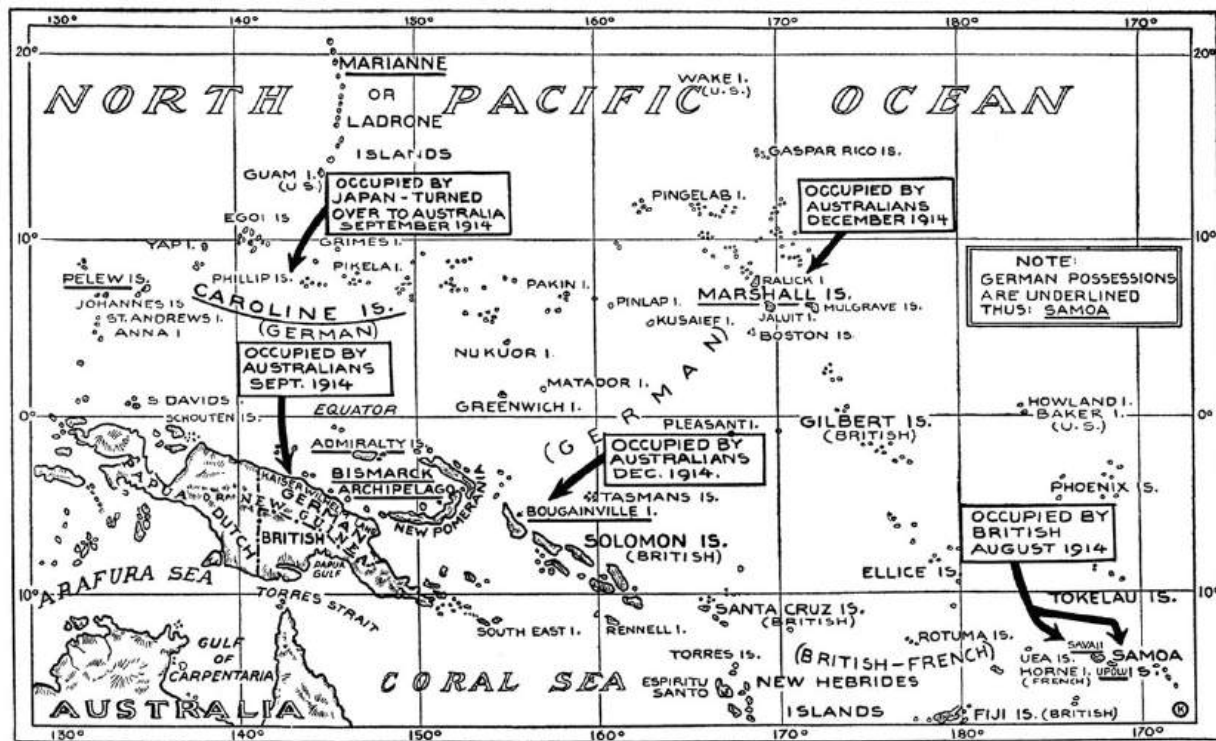 130° 140° 150° 160° 170° 180° 170°
20° 20°
NORTH PACIFIC OCEAN
MARIANNE
OR
LADRONE
ISLANDS
WAKE I.
(U.S.)
GASPAR RICO IS.
GUAM I.
(U.S.)
OCCUPIED BY
JAPAN-TURNED
OVER TO AUSTRALIA
SEPTEMBER 1914
PINGELAB I.
OCCUPIED BY
AUSTRALIANS
DECEMBER 1914
EGOI IS
10° 10°
YAP I.
GRIMES I.
PELEW IS.
PHILLIP IS.
PIKELA I.
CAROLINE IS.
(GERMAN)
JOHANNES IS
ST. ANDREWS I.
ANNA I
PAKIN I.
PINLAP I.
KUSAIEF I.
NUKUOR I.
RALICK I
MARSHALL IS.
MULGRAVE IS.
JALUIT I.
BOSTON IS.
NOTE:
GERMAN POSSESSIONS
ARE UNDERLINED
THUS: SAMOA
OCCUPIED BY
AUSTRALIANS
SEPT. 1914
(GERMAN)
MATADOR I.
GREENWICH I.
S DAVIDS
SCHOUTEN IS.
EQUATOR
0° 0°
PLEASANT I.
GILBERT IS.
(BRITISH)
HOWLAND I.
BAKER I.
(U.S.)
ADMIRALTY IS.
BISMARCK
ARCHIPELAGO
NEW POMERANIA
OCCUPIED BY
AUSTRALIANS
DEC. 1914.
TASMANS IS.
BOUGAINVILLE I.
SOLOMON IS.
(BRITISH)
PHOENIX IS.
PAPUA OR
NEW GUINEA
DUTCH
GERMAN
BRITISH
PAPUA
GULF
OCCUPIED BY
BRITISH
AUGUST 1914
ARAFURA SEA
10° 10°
TORRES STRAIT
ELLICE IS.
TOKELAU IS.
SOUTH EAST I.
RENNELL I.
SANTA CRUZ IS.
(BRITISH)
ROTUMA IS.
SAVAII
SAMOA
IS.
UPOLU
UEA IS.
HORNE I.
(FRENCH)
GULF
OF
CARPENTARIA
TORRES IS.
(BRITISH-FRENCH)
ESPIRITU
SANTO
NEW HEBRIDES
ISLANDS
CORAL SEA
AUSTRALIA
FIJI IS. (BRITISH)
K
130° 140° 150° 160° 170° 180° 170°